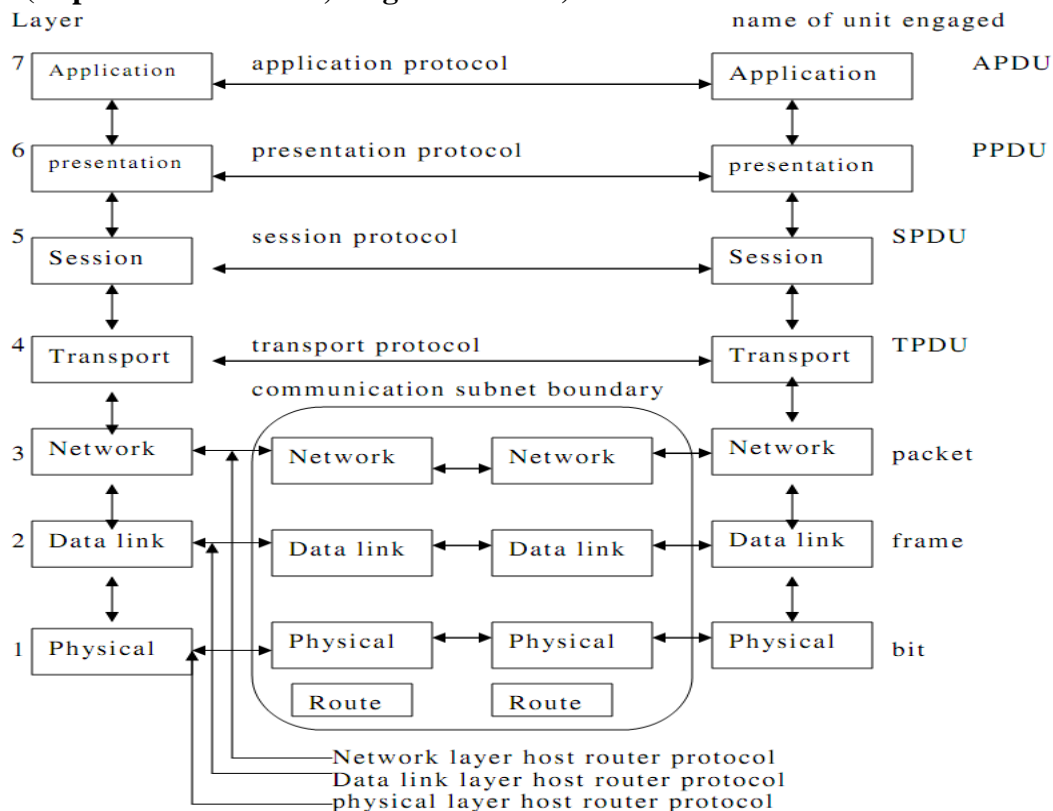 Layer name of unit engaged
7 Application application protocol Application APDU
6 presentation presentation protocol presentation PPDU
5 Session session protocol Session SPDU
4 Transport transport protocol Transport TPDU
communication subnet boundary
3 Network Network Network Network packet
2 Data link Data link Data link Data link frame
1 Physical Physical Physical Physical bit
Route Route
Network layer host router protocol
Data link layer host router protocol
physical layer host router protocol